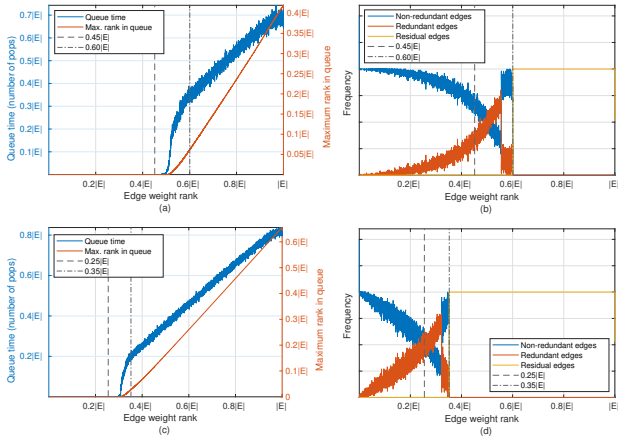 0.7|E|
0.6|E|
0.5|E|
0.4|E|
0.3|E|
0.2|E|
0.1|E|
Queue time (number of pops)
Queue time
Max. rank in queue
0.45|E|
0.60|E|
0.4|E|
0.35|E|
0.3|E|
0.25|E|
0.2|E|
0.15|E|
0.1|E|
0.05|E|
Maximum rank in queue
0.2|E| 0.4|E| 0.6|E| 0.8|E| |E|
Edge weight rank
(a)
Frequency
Non-redundant edges
Redundant edges
Residual edges
0.45|E|
0.60|E|
0.2|E| 0.4|E| 0.6|E| 0.8|E| |E|
Edge weight rank
(b)
0.8|E|
0.6|E|
0.4|E|
0.2|E|
Queue time (number of pops)
Queue time
Max. rank in queue
0.25|E|
0.35|E|
0.6|E|
0.5|E|
0.4|E|
0.3|E|
0.2|E|
0.1|E|
0
Maximum rank in queue
0.2|E| 0.4|E| 0.6|E| 0.8|E| |E|
Edge weight rank
(c)
Frequency
Non-redundant edges
Redundant edges
Residual edges
0.25|E|
0.35|E|
0.2|E| 0.4|E| 0.6|E| 0.8|E| |E|
Edge weight rank
(d)